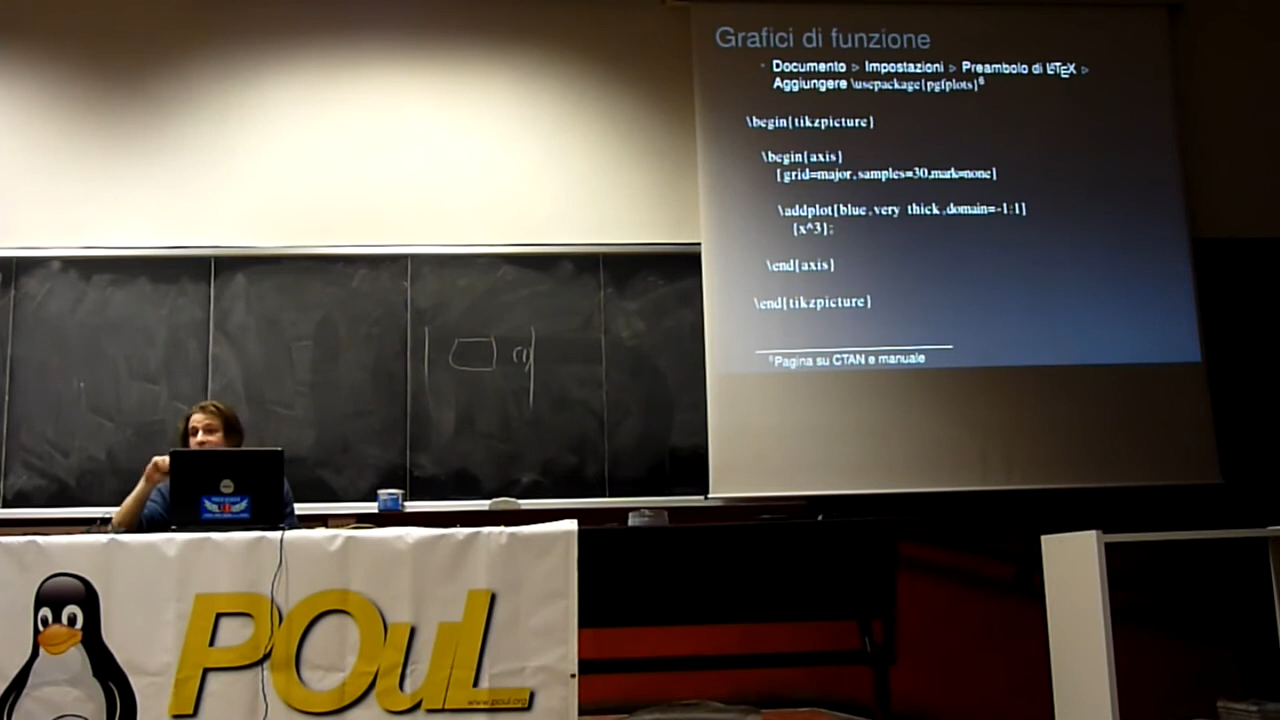 Grafici di funzione
Documento > Impostazioni > Preambolo di LATEX >
Aggiungere \usepackage{pgfplots}⁶
\begin{tikzpicture}
\begin{axis}
[grid=major,samples=30,mark=none]
\addplot[blue,very thick,domain=-1:1]
{x^3};
\end{axis}
\end{tikzpicture}
⁶Pagina su CTAN e manuale
POuL
www.poul.org